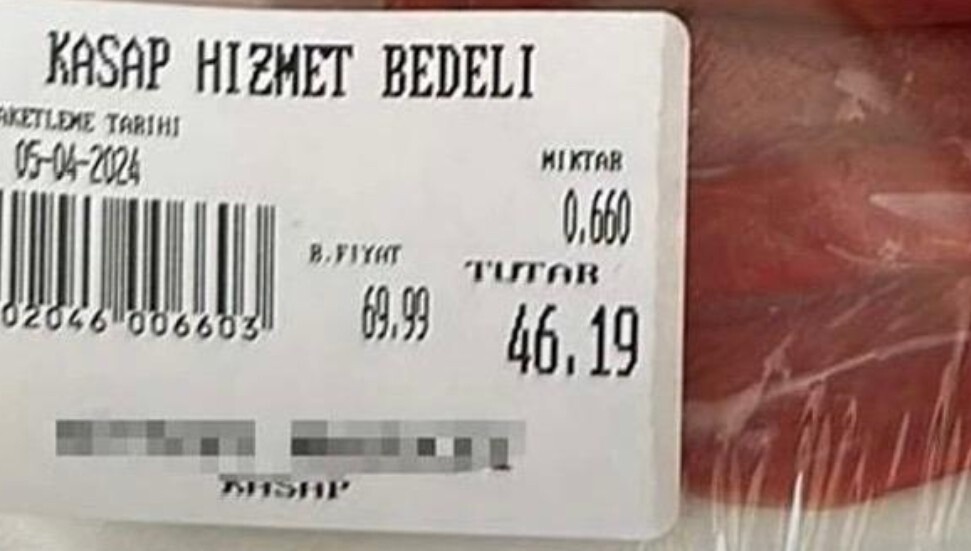 KASAP HIZMET BEDELI
AKETLEME TARIHI
05-04-2024
MIKTAR
0.660
B.FIYAT
TUTAR
69.99
46.19
02046 006603
KASAP